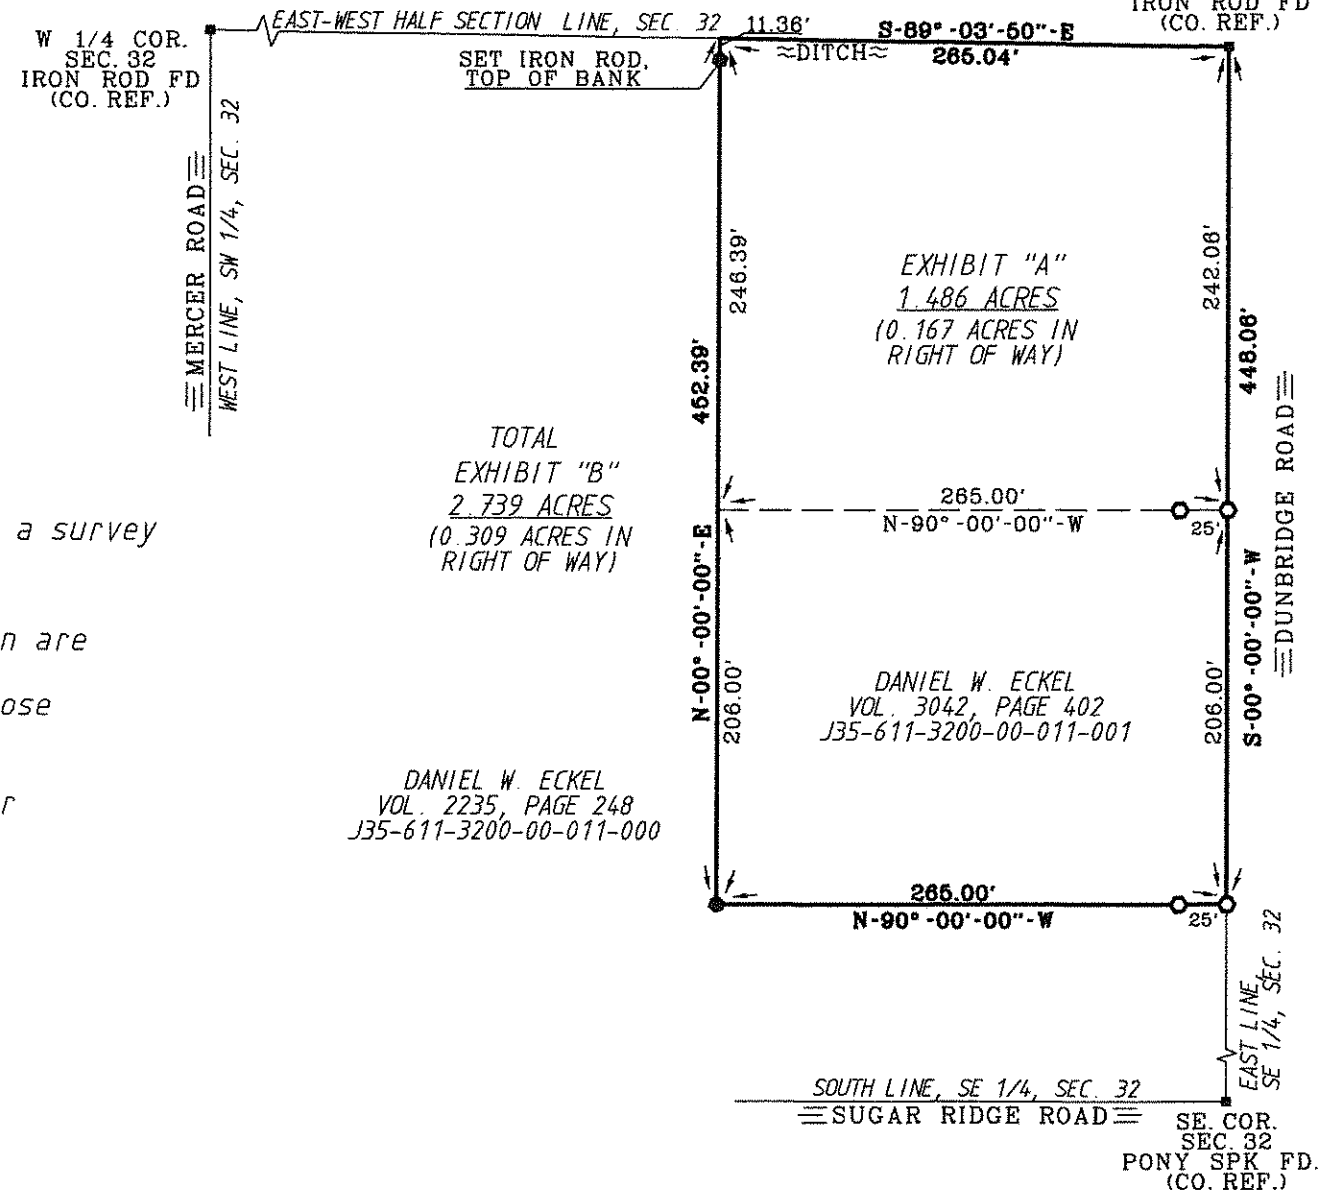 IRON ROD FD
(CO. REF.)
W 1/4 COR.
SEC. 32
IRON ROD FD
(CO. REF.)
EAST-WEST HALF SECTION LINE, SEC. 32
11.36'
S-89°-03'-50"-E
≈DITCH≈
265.04'
SET IRON ROD,
TOP OF BANK
MERCER ROAD
WEST LINE, SW 1/4, SEC. 32
246.39'
EXHIBIT "A"
1.486 ACRES
(0.167 ACRES IN
RIGHT OF WAY)
242.06'
452.39'
448.06'
DUNBRIDGE ROAD
TOTAL
EXHIBIT "B"
2.739 ACRES
(0.309 ACRES IN
RIGHT OF WAY)
265.00'
N-90°-00'-00"-W
25'
a survey
n are
ose
r
N-00°-00'-00"-E
206.00'
DANIEL W. ECKEL
VOL. 3042, PAGE 402
J35-611-3200-00-011-001
206.00'
S-00°-00'-00"-W
DANIEL W. ECKEL
VOL. 2235, PAGE 248
J35-611-3200-00-011-000
265.00'
N-90°-00'-00"-W
25'
EAST LINE,
SE 1/4, SEC. 32
SOUTH LINE, SE 1/4, SEC. 32
SUGAR RIDGE ROAD
SE. COR.
SEC. 32
PONY SPK FD.
(CO. REF.)